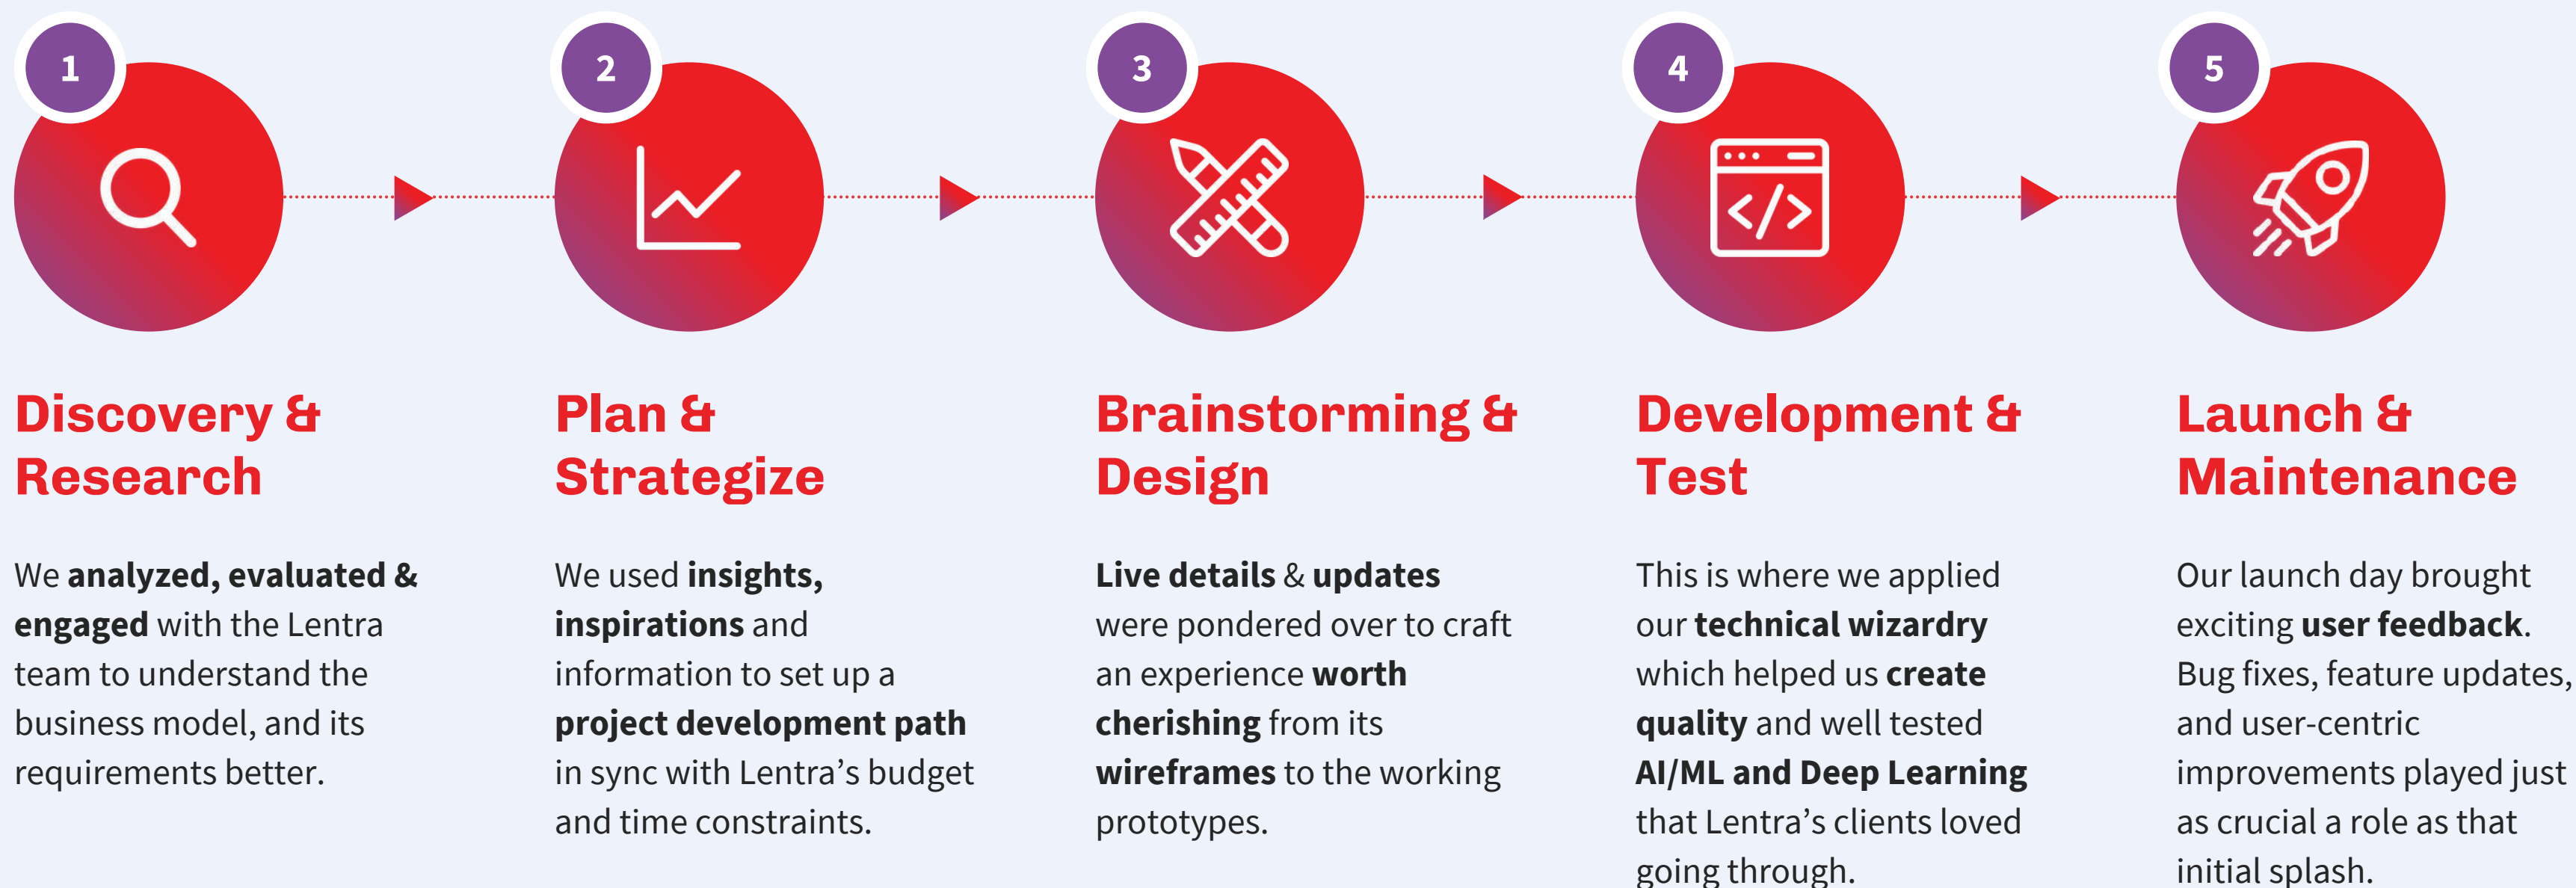 1
Discovery &
Research
We analyzed, evaluated &
engaged with the Lentra
team to understand the
business model, and its
requirements better.
2
Plan &
Strategize
We used insights,
inspirations and
information to set up a
project development path
in sync with Lentra’s budget
and time constraints.
3
Brainstorming &
Design
Live details & updates
were pondered over to craft
an experience worth
cherishing from its
wireframes to the working
prototypes.
4
</>
Development &
Test
This is where we applied
our technical wizardry
which helped us create
quality and well tested
AI/ML and Deep Learning
that Lentra’s clients loved
going through.
5
Launch &
Maintenance
Our launch day brought
exciting user feedback.
Bug fixes, feature updates,
and user-centric
improvements played just
as crucial a role as that
initial splash.